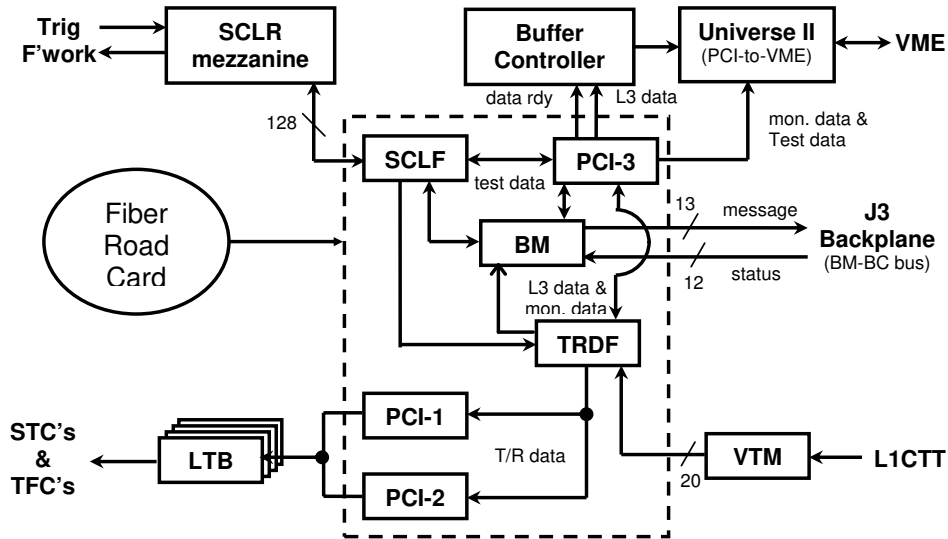 Trig
F'work
SCLR
mezzanine
Buffer
Controller
Universe II
(PCI-to-VME)
VME
data rdy
L3 data
128
mon. data &
Test data
SCLF
PCI-3
test data
Fiber
Road
Card
BM
13
message
J3
Backplane
(BM-BC bus)
12
status
L3 data &
mon. data
TRDF
PCI-1
STC's
&
TFC's
LTB
T/R data
VTM
L1CTT
20
PCI-2